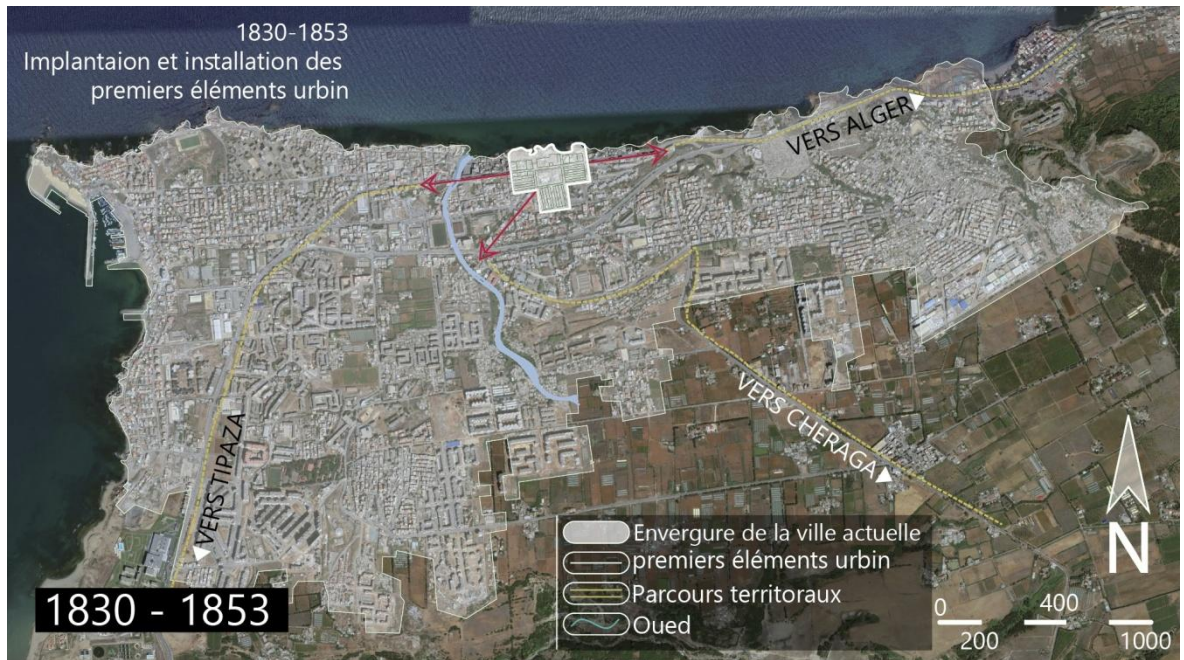 1830-1853
Implantaion et installation des
premiers éléments urbin
VERS ALGER
VERS TIPAZA
VERS CHERAGA
Envergure de la ville actuelle
premiers éléments urbin
Parcours territoraux
Oued
N
0 400
200 1000
1830 - 1853